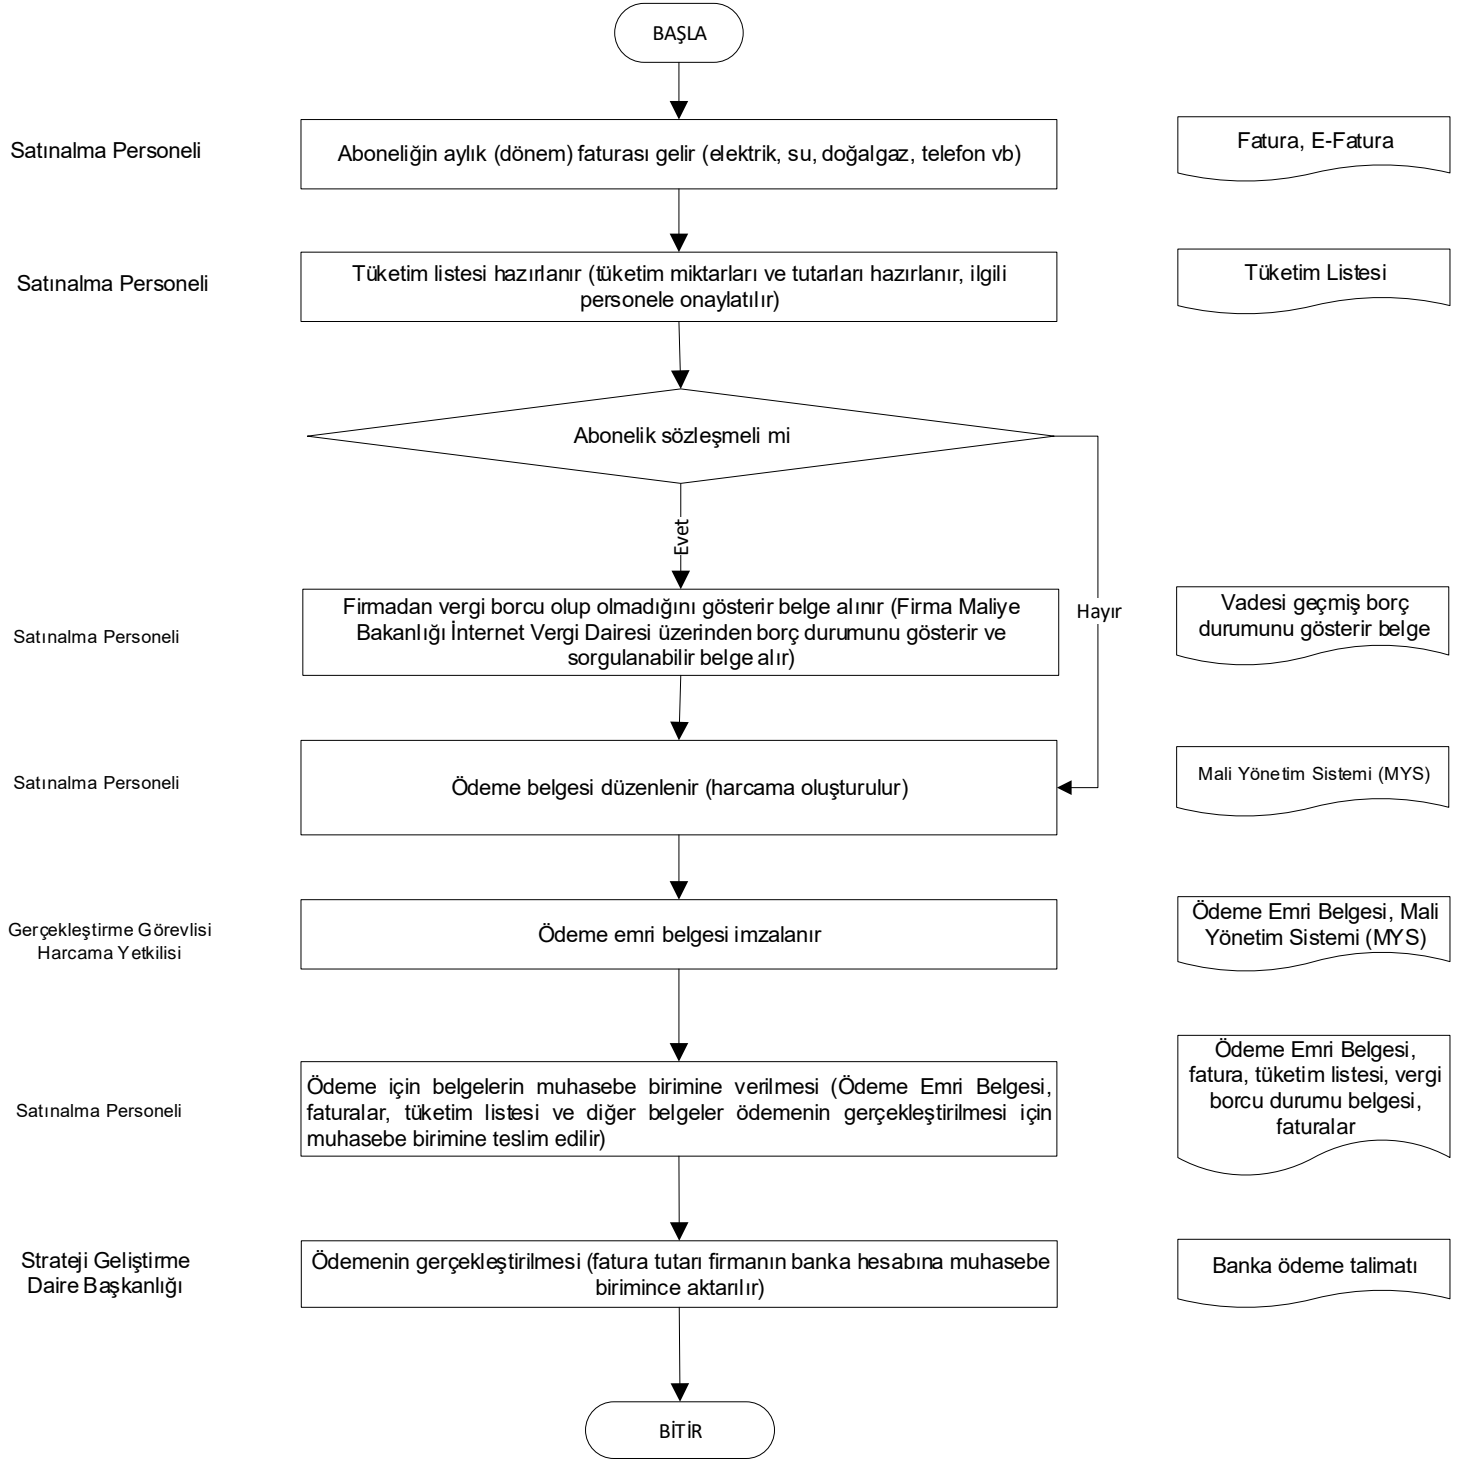 BAŞLA
Satınalma Personeli
Aboneliğin aylık (dönem) faturası gelir (elektrik, su, doğalgaz, telefon vb)
Fatura, E-Fatura
Satınalma Personeli
Tüketim listesi hazırlanır (tüketim miktarları ve tutarları hazırlanır, ilgili
personele onaylatılır)
Tüketim Listesi
Abonelik sözleşmeli mi
Evet
Hayır
Satınalma Personeli
Firmadan vergi borcu olup olmadığını gösterir belge alınır (Firma Maliye
Bakanlığı İnternet Vergi Dairesi üzerinden borç durumunu gösterir ve
sorgulanabilir belge alır)
Vadesi geçmiş borç
durumunu gösterir belge
Satınalma Personeli
Ödeme belgesi düzenlenir (harcama oluşturulur)
Mali Yönetim Sistemi (MYS)
Gerçekleştirme Görevlisi
Harcama Yetkilisi
Ödeme emri belgesi imzalanır
Ödeme Emri Belgesi, Mali
Yönetim Sistemi (MYS)
Satınalma Personeli
Ödeme için belgelerin muhasebe birimine verilmesi (Ödeme Emri Belgesi,
faturalar, tüketim listesi ve diğer belgeler ödemenin gerçekleştirilmesi için
muhasebe birimine teslim edilir)
Ödeme Emri Belgesi,
fatura, tüketim listesi, vergi
borcu durumu belgesi,
faturalar
Strateji Geliştirme
Daire Başkanlığı
Ödemenin gerçekleştirilmesi (fatura tutarı firmanın banka hesabına muhasebe
birimince aktarılır)
Banka ödeme talimatı
BİTİR